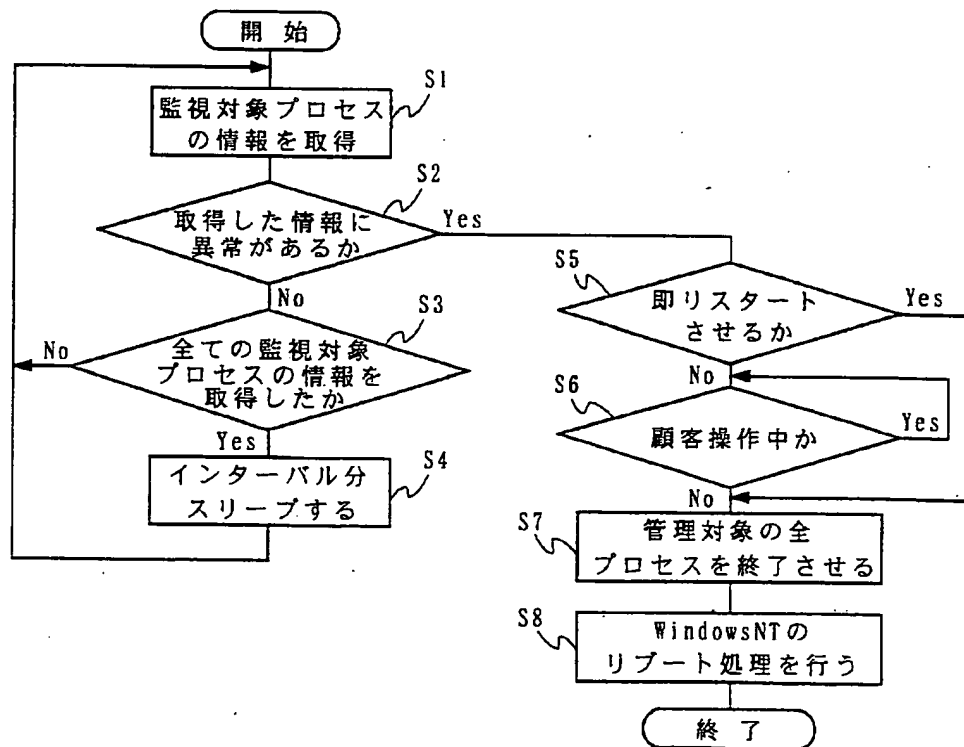 開始
S1
監視対象プロセス
の情報を取得
S2
取得した情報に
異常があるか
Yes
No
S3
全ての監視対象
プロセスの情報を
取得したか
No
Yes
S4
インターバル分
スリープする
S5
即リスタート
させるか
Yes
No
S6
顧客操作中か
Yes
No
S7
管理対象の全
プロセスを終了させる
S8
WindowsNTの
リブート処理を行う
終了